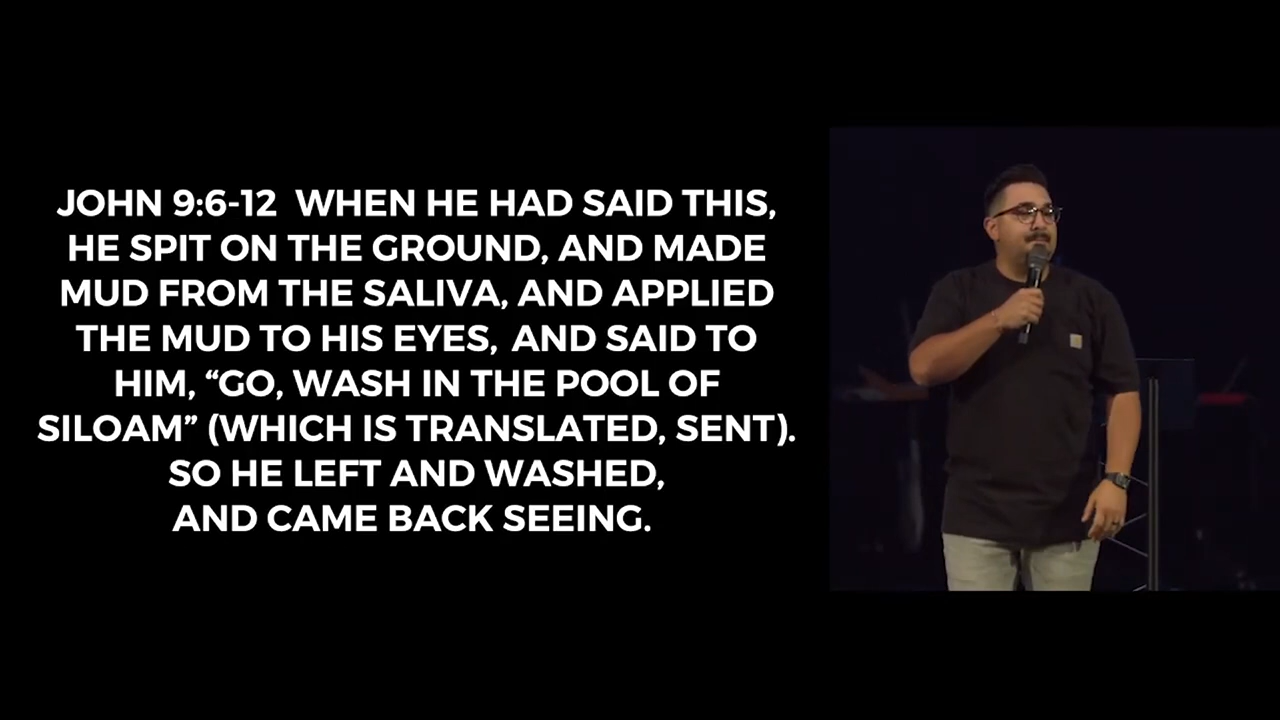 JOHN 9:6-12  WHEN HE HAD SAID THIS,
HE SPIT ON THE GROUND, AND MADE
MUD FROM THE SALIVA, AND APPLIED
THE MUD TO HIS EYES, AND SAID TO
HIM, “GO, WASH IN THE POOL OF
SILOAM” (WHICH IS TRANSLATED, SENT).
SO HE LEFT AND WASHED,
AND CAME BACK SEEING.